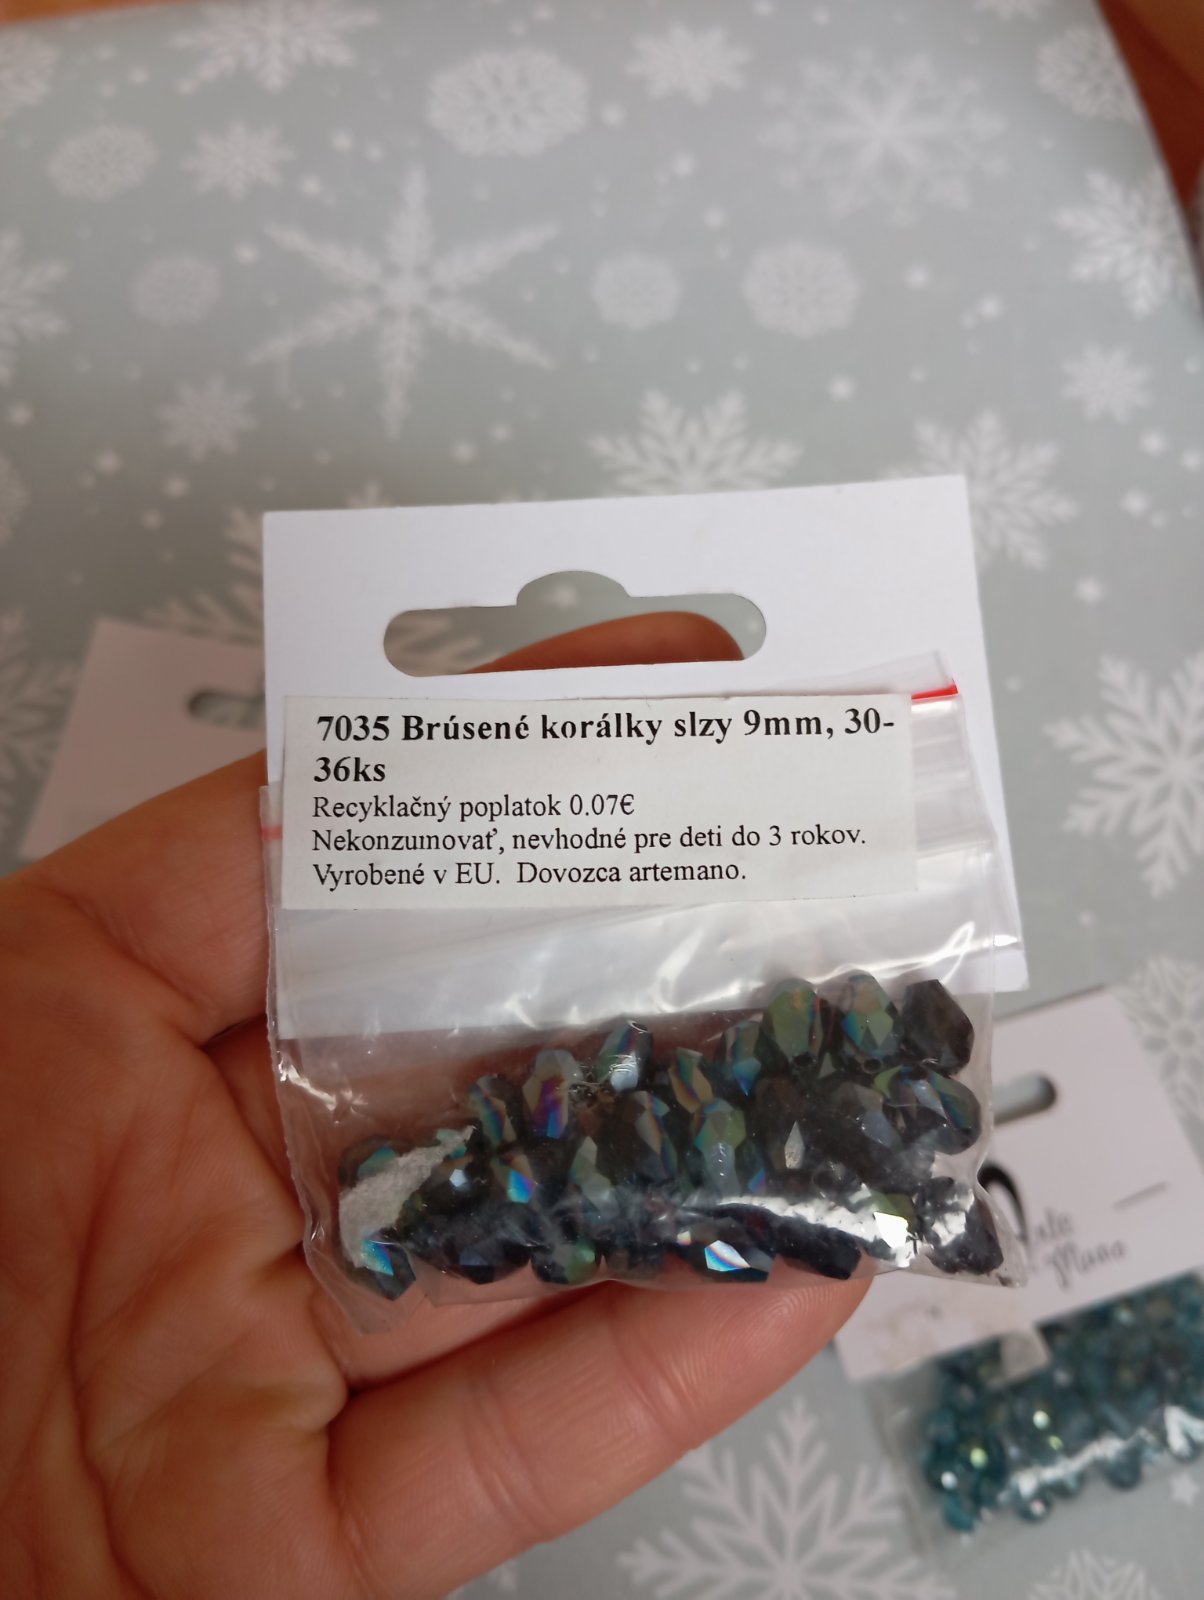 7035 Brúsené korálky slzy 9mm, 30-
36ks
Recyklačný poplatok 0.07€
Nekonzumovať, nevhodné pre deti do 3 rokov.
Vyrobené v EU.  Dovozca artemano.